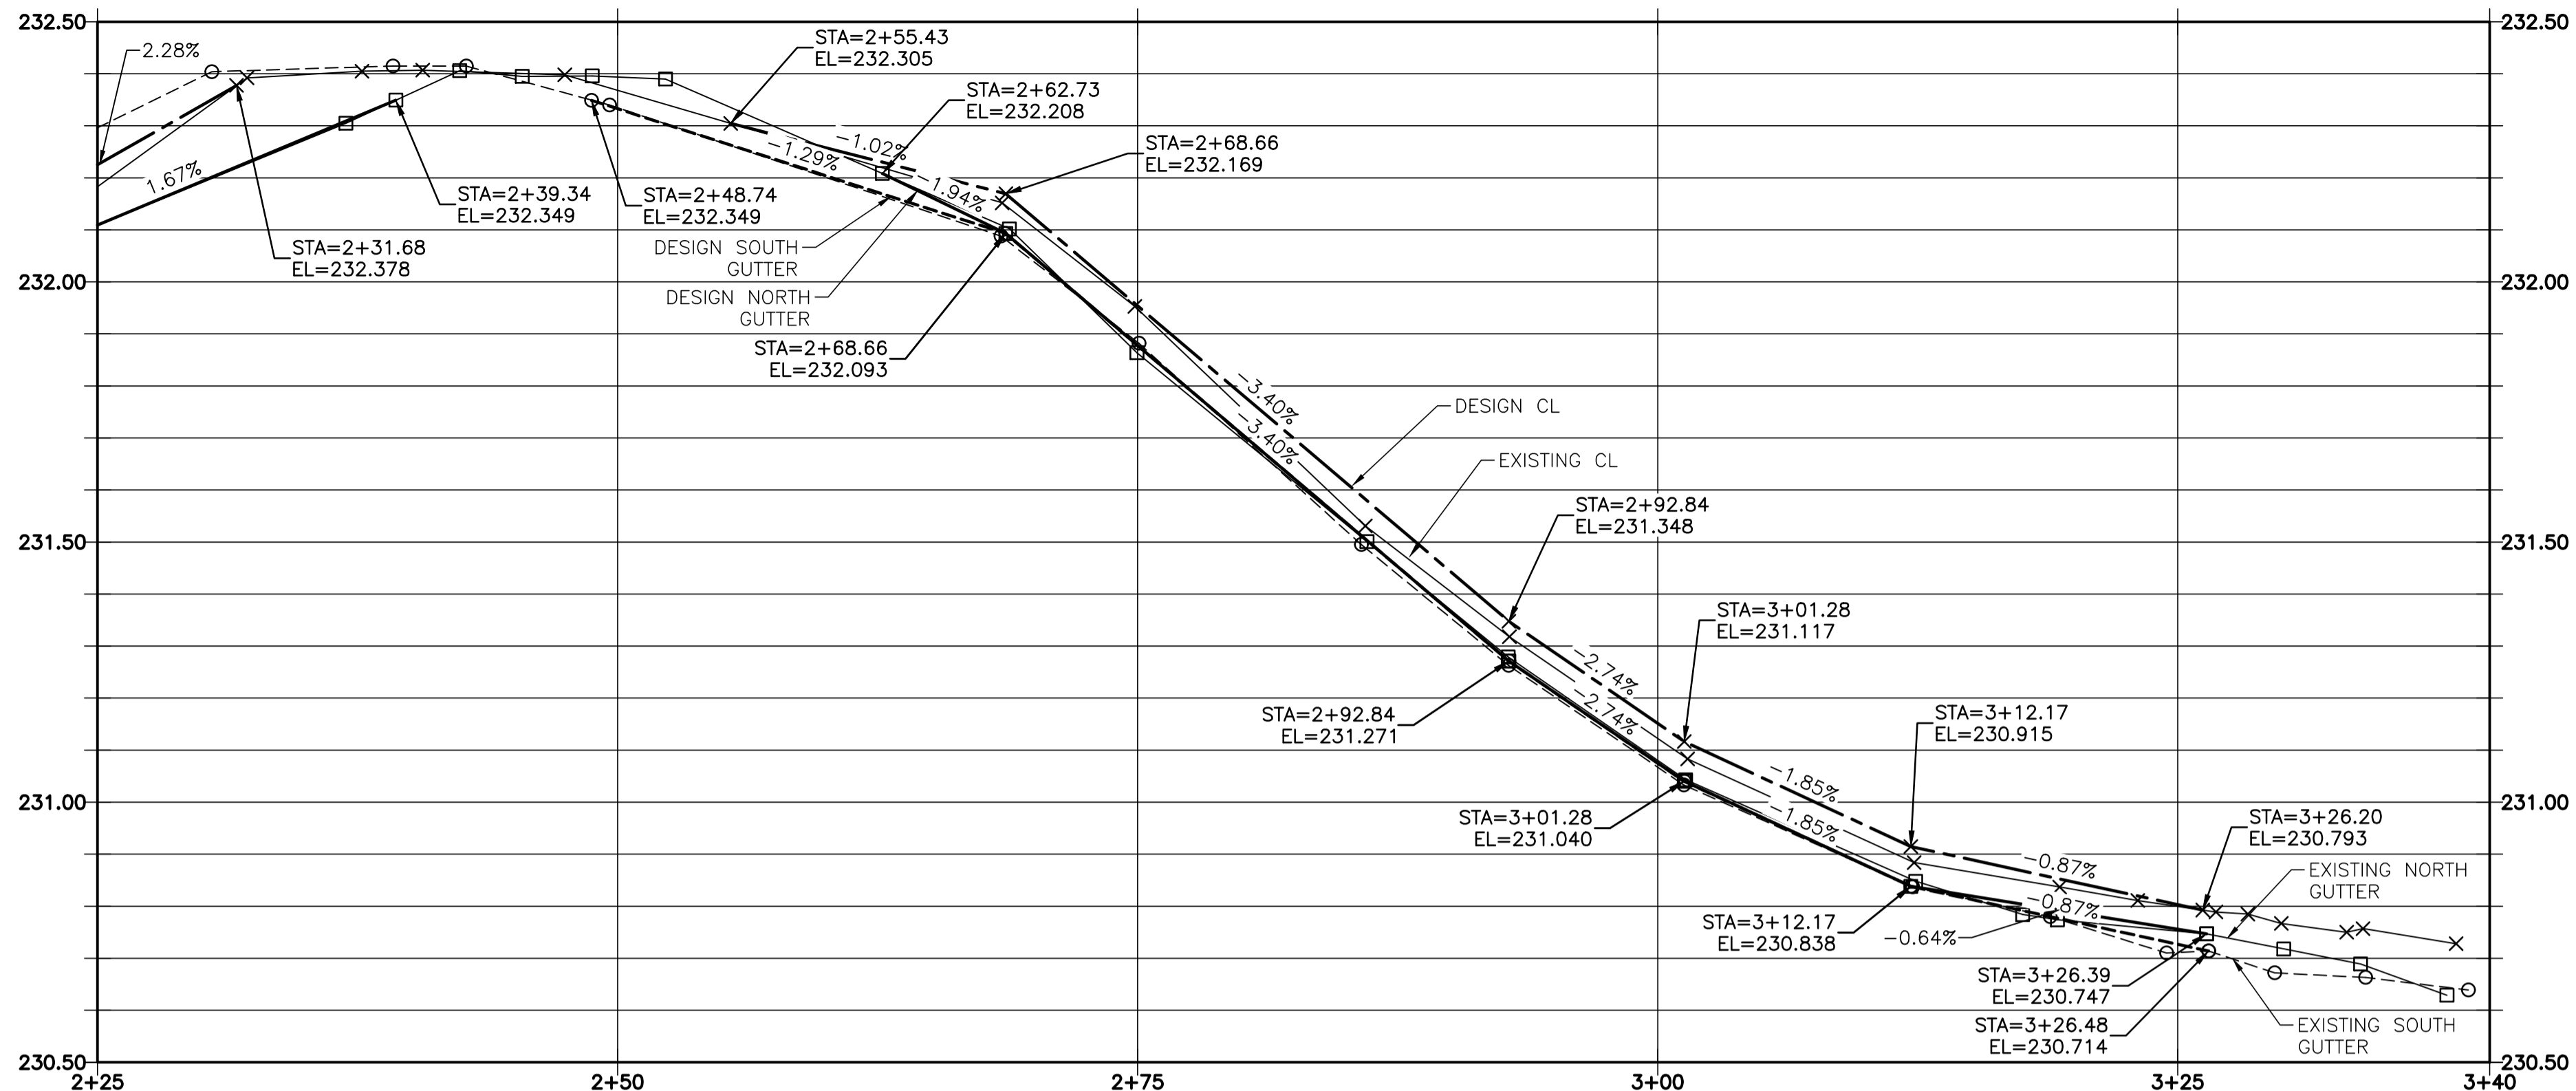 232.50
232.50
2.28%
STA=2+55.43
EL=232.305
STA=2+62.73
EL=232.208
STA=2+68.66
EL=232.169
-1.02%
-1.29%
1.67%
-1.94%
STA=2+39.34
EL=232.349
STA=2+48.74
EL=232.349
STA=2+31.68
EL=232.378
DESIGN SOUTH
GUTTER
DESIGN NORTH
GUTTER
232.00
232.00
STA=2+68.66
EL=232.093
-3.40%
-3.40%
DESIGN CL
EXISTING CL
231.50
231.50
STA=2+92.84
EL=231.348
STA=3+01.28
EL=231.117
-2.74%
-2.74%
STA=2+92.84
EL=231.271
STA=3+12.17
EL=230.915
-1.85%
-1.85%
231.00
231.00
STA=3+01.28
EL=231.040
STA=3+26.20
EL=230.793
-0.87%
-0.87%
EXISTING NORTH
GUTTER
STA=3+12.17
EL=230.838
-0.64%
STA=3+26.39
EL=230.747
STA=3+26.48
EL=230.714
EXISTING SOUTH
GUTTER
230.50
230.50
2+25
2+50
2+75
3+00
3+25
3+40